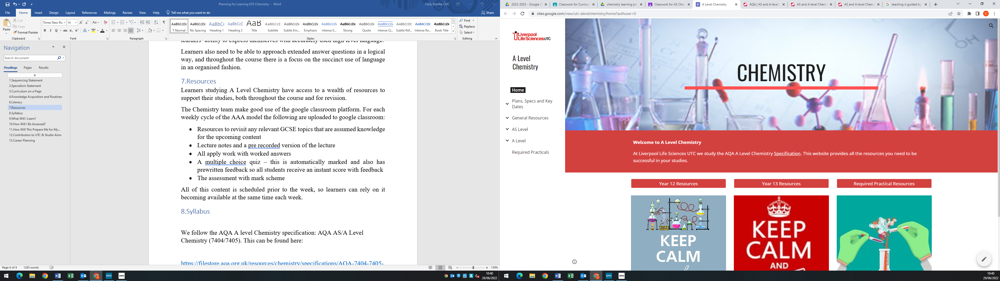 Planning for Learning KS5 Chemistry - Word
Carly Brooke CUC
File Home Insert Design Layout References Mailings Review View Help Tell me what you want to do
Share
Paste
Cut
Copy
Format Painter
Clipboard
Times New Ro 14
Font
Paragraph
AaBbCcDc AaBbCcDc AaBbCc AaBbCcC AaB AaBbCcD AaBbCcDc AaBbCcDc AaBbCcDc AaBbCcDc AaBbCcDc AaBbCcDc AABBCCDE AABBCCDE AaBbCcDc
¶ Normal No Spacing Heading 1 Heading 2 Title Subtitle Subtle Em... Emphasis Intense E... Strong Quote Intense Q... Subtle Ref... Intense Re... Book Title
Styles
Find
Replace
Select
Editing
Navigation
Search document
Headings Pages Results
1.Sequencing Statement
2.Specialism Statement
3.Curriculum on a Page
4.Knowledge Acquisition and Routines
6.Literacy
7.Resources
8.Syllabus
9.What Will I Learn?
10.How Will I Be Assessed?
11.How Will This Prepare Me for My...
12.Contribution to UTC & Studio Aims
13.Career Planning
learners' ability to express themselves with accurately used high level language.
Learners also need to be able to approach extended answer questions in a logical
way, and throughout the course there is a focus on the succinct use of language
in an organised fashion.
7.Resources
Learners studying A Level Chemistry have access to a wealth of resources to
support their studies, both throughout the course and for revision.
The Chemistry team make good use of the google classroom platform. For each
weekly cycle of the AAA model the following are uploaded to google classroom:
• Resources to revisit any relevant GCSE topics that are assumed knowledge
for the upcoming content
• Lecture notes and a pre recorded version of the lecture
• All apply work with worked answers
• A multiple choice quiz – this is automatically marked and also has
prewritten feedback so all students receive an instant score with feedback
• The assessment with mark scheme
All of this content is scheduled prior to the week, so learners can rely on it
becoming available at the same time each week.
8.Syllabus
We follow the AQA A level Chemistry specification: AQA AS/A Level
Chemistry (7404/7405). This can be found here:
https://filestore.aqa.org.uk/resources/chemistry/specifications/AQA-7404-7405-
Page 6 of 9 1283 words
130%
10:40
29/06/2022
2022-2023 - Google D
Classwork for Curricul
chemistry learning pla
Classwork for AS Chem
A Level Chemistry
AQA | AS and A-level
AS and A-level Chemi
AS and A-level Chemi
teaching is guided by
sites.google.com/view/utc-alevelchemistry/home?authuser=0
Liverpool
Life Sciences UTC
A Level
Chemistry
Home
Plans, Specs and Key
Dates
General Resources
AS Level
A Level
Required Practicals
CHEMISTRY
OH
Welcome to A Level Chemistry
At Liverpool Life Sciences UTC we study the AQA A Level Chemistry Specification. This website provides all the resources you need to be
successful in your studies.
Year 12 Resources
Year 13 Resources
Required Practical Resources
KEEP
CALM
KEEP
CALM
AND
SIMS
SIMS
10:40
29/06/2022